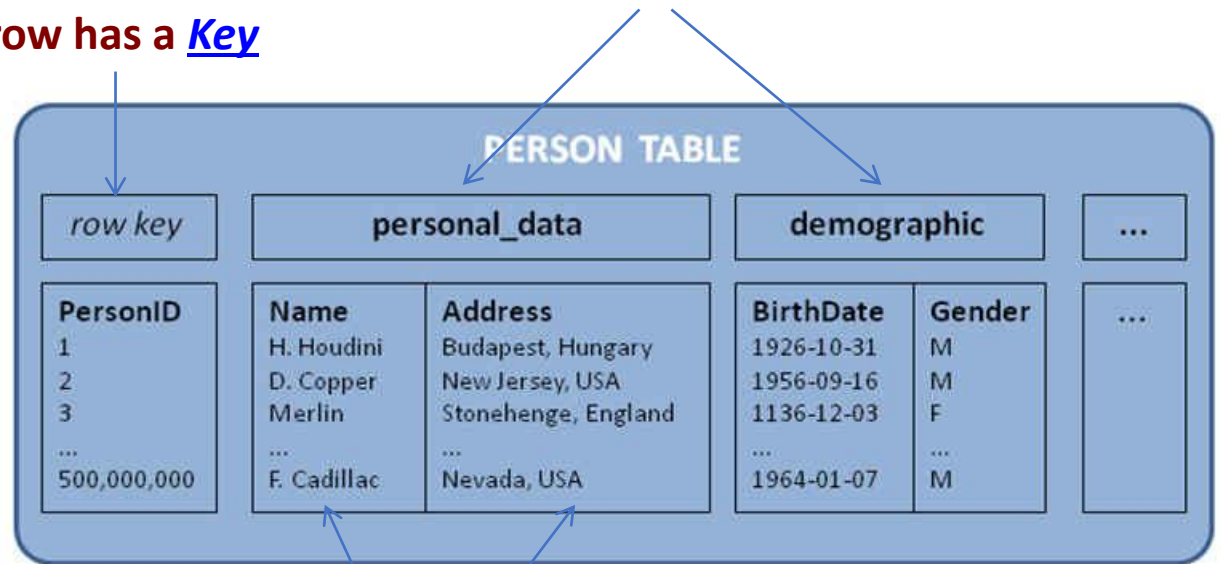 row has a Key
PERSON TABLE
row key personal_data demographic ...
PersonID Name Address BirthDate Gender ...
1 H. Houdini Budapest, Hungary 1926-10-31 M
2 D. Copper New Jersey, USA 1956-09-16 M
3 Merlin Stonehenge, England 1136-12-03 F
... ... ... ... ...
500,000,000 F. Cadillac Nevada, USA 1964-01-07 M